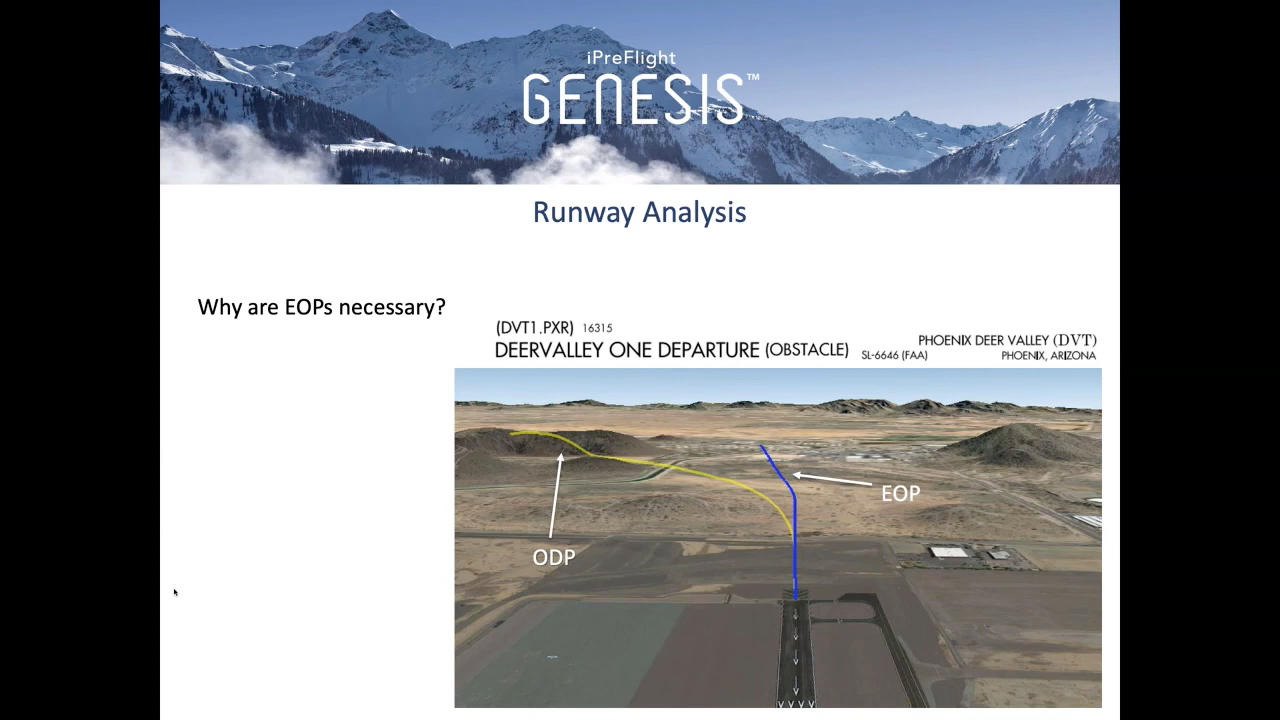 iPreFlight
GENESIS™
Runway Analysis
Why are EOPs necessary?
(DVT1.PXR) 16315
DEERVALLEY ONE DEPARTURE (OBSTACLE)
SL-6646 (FAA)
PHOENIX DEER VALLEY (DVT)
PHOENIX, ARIZONA
EOP
ODP